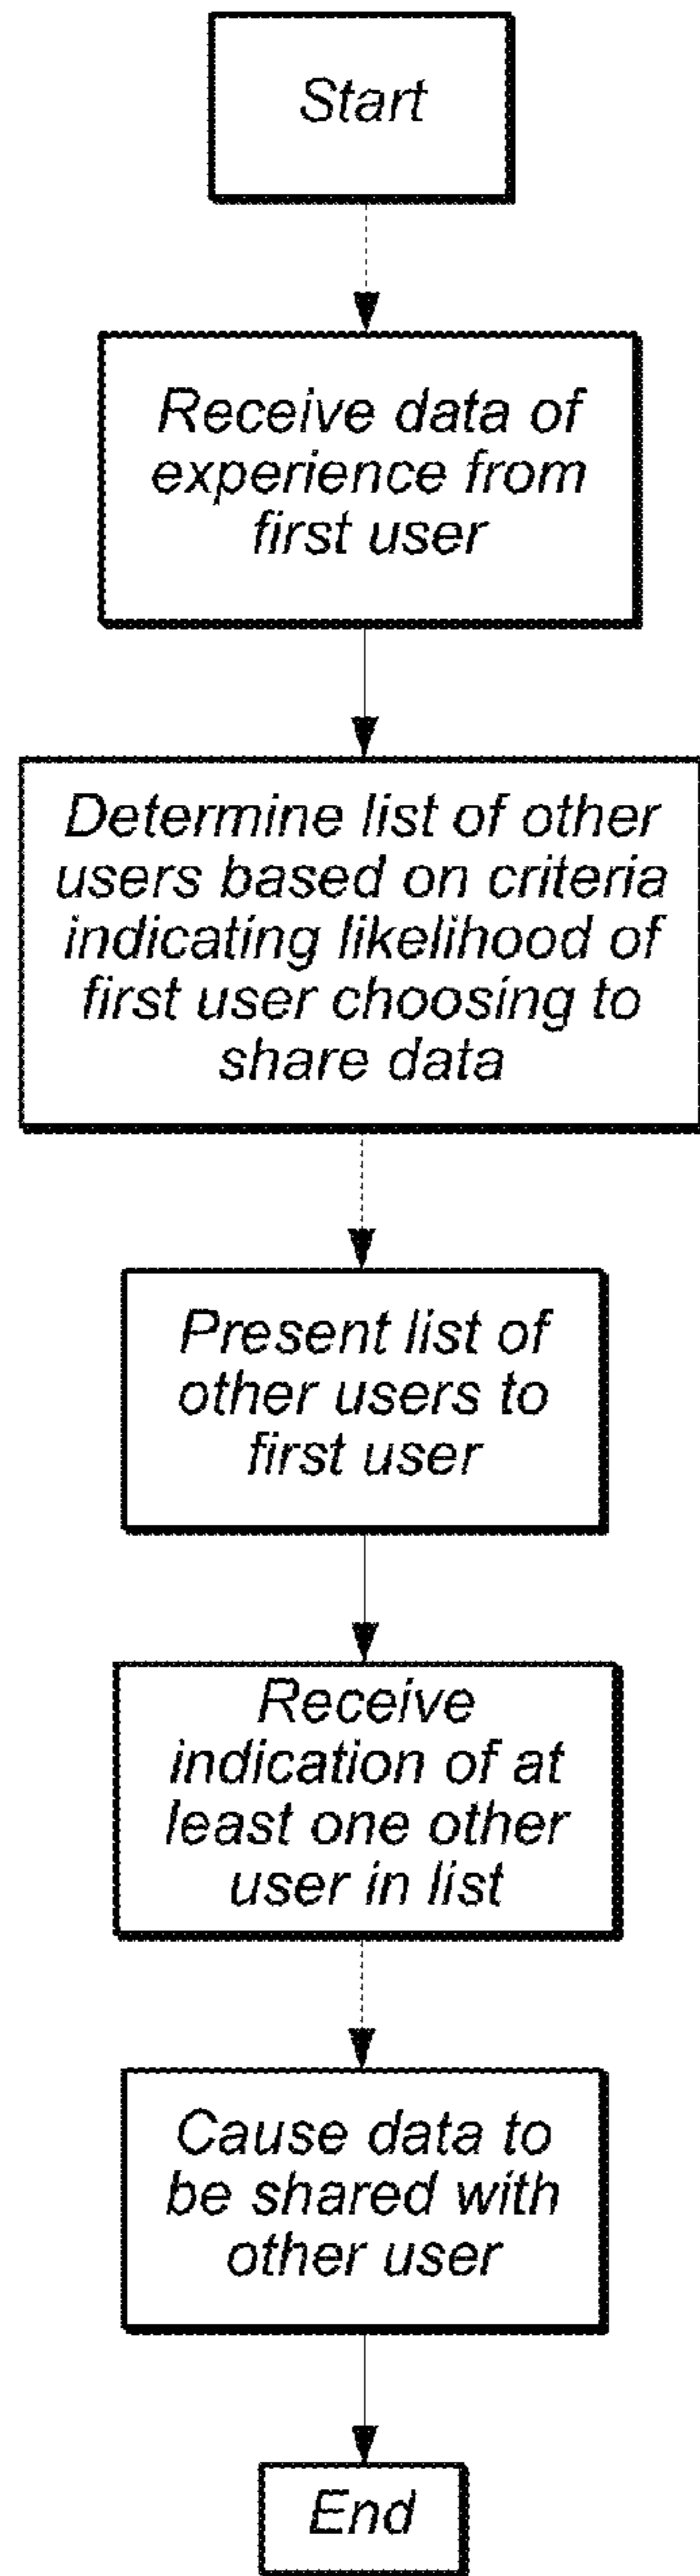 Start
Receive data of
experience from
first user
Determine list of other
users based on criteria
indicating likelihood of
first user choosing to
share data
Present list of
other users to
first user
Receive
indication of at
least one other
user in list
Cause data to
be shared with
other user
End